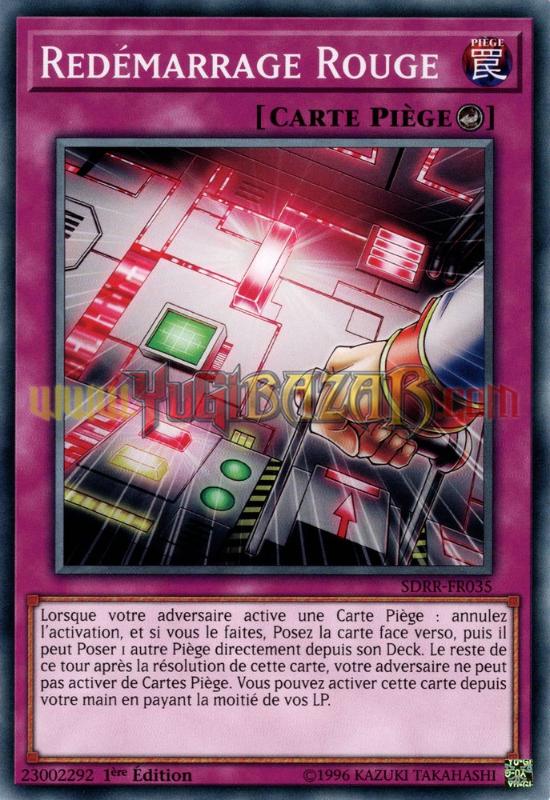 Redémarrage Rouge
PIÈGE
罠
[Carte Piège]
www.YuGiBAZAR.com
SDRR-FR035
Lorsque votre adversaire active une Carte Piège : annulez
l'activation, et si vous le faites, Posez la carte face verso, puis il
peut Poser 1 autre Piège directement depuis son Deck. Le reste de
ce tour après la résolution de cette carte, votre adversaire ne peut
pas activer de Cartes Piège. Vous pouvez activer cette carte depuis
votre main en payant la moitié de vos LP.
23002292 1ère Édition ©1996 KAZUKI TAKAHASHI